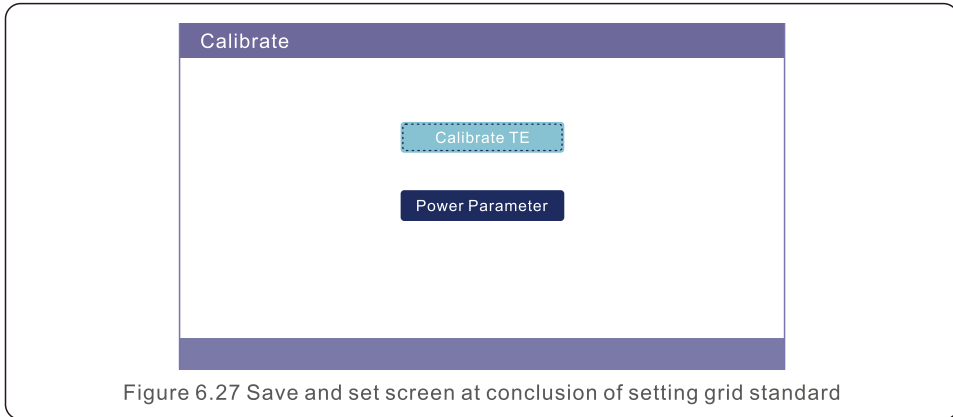 Calibrate
Calibrate TE
Power Parameter
Figure 6.27 Save and set screen at conclusion of setting grid standard